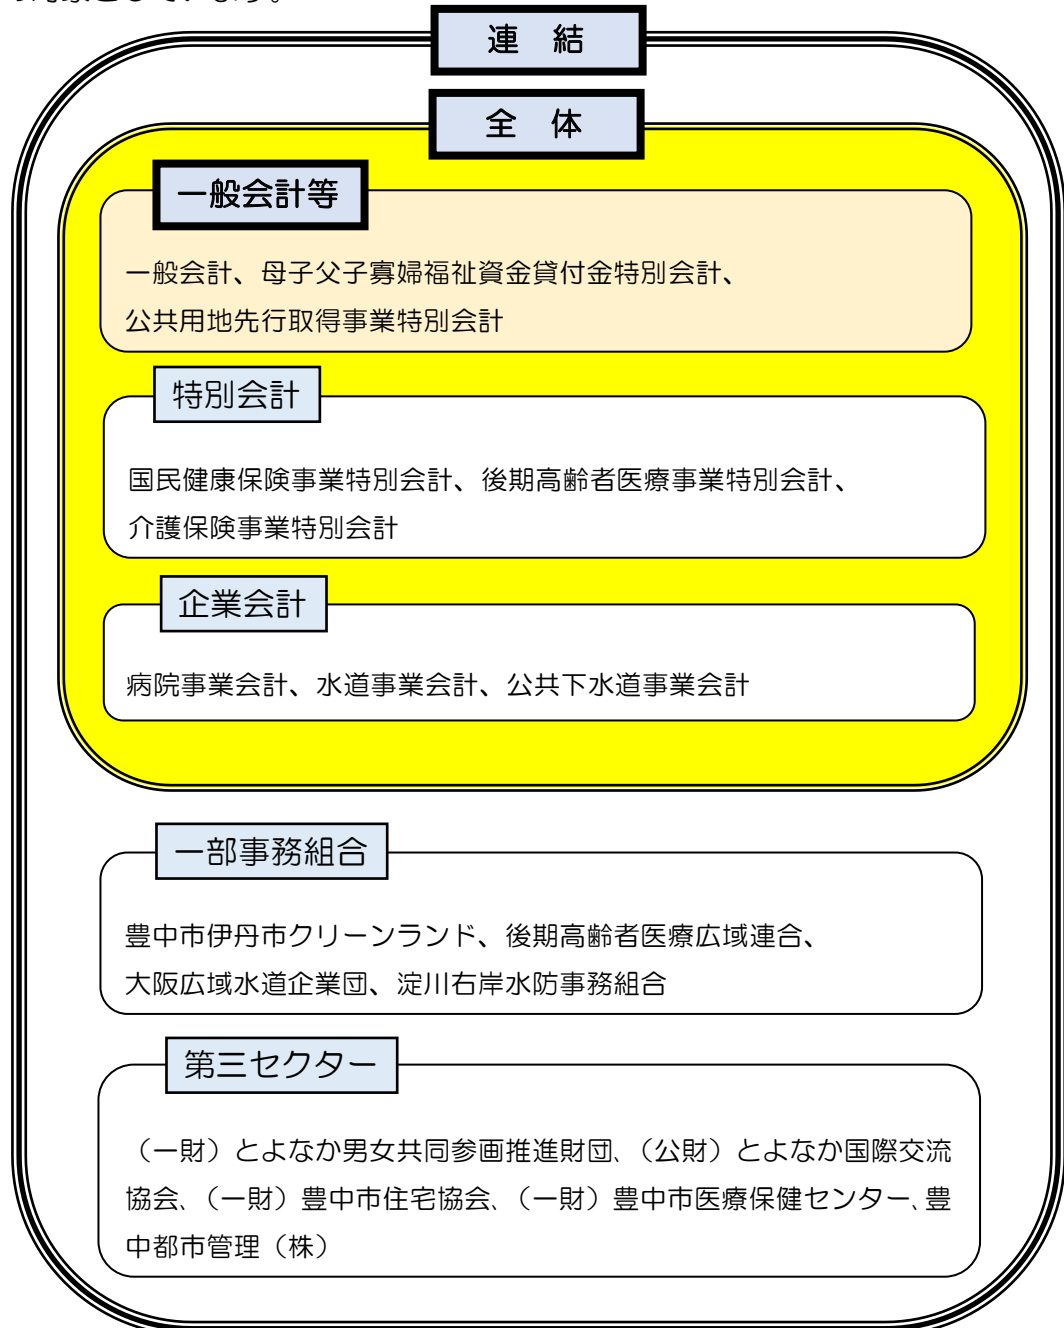 連　結
全　体
一般会計等
一般会計、母子父子寡婦福祉資金貸付金特別会計、
公共用地先行取得事業特別会計
特別会計
国民健康保険事業特別会計、後期高齢者医療事業特別会計、
介護保険事業特別会計
企業会計
病院事業会計、水道事業会計、公共下水道事業会計
一部事務組合
豊中市伊丹市クリーンランド、後期高齢者医療広域連合、
大阪広域水道企業団、淀川右岸水防事務組合
第三セクター
（一財）とよなか男女共同参画推進財団、（公財）とよなか国際交流
協会、（一財）豊中市住宅協会、（一財）豊中市医療保健センター、豊
中都市管理（株）